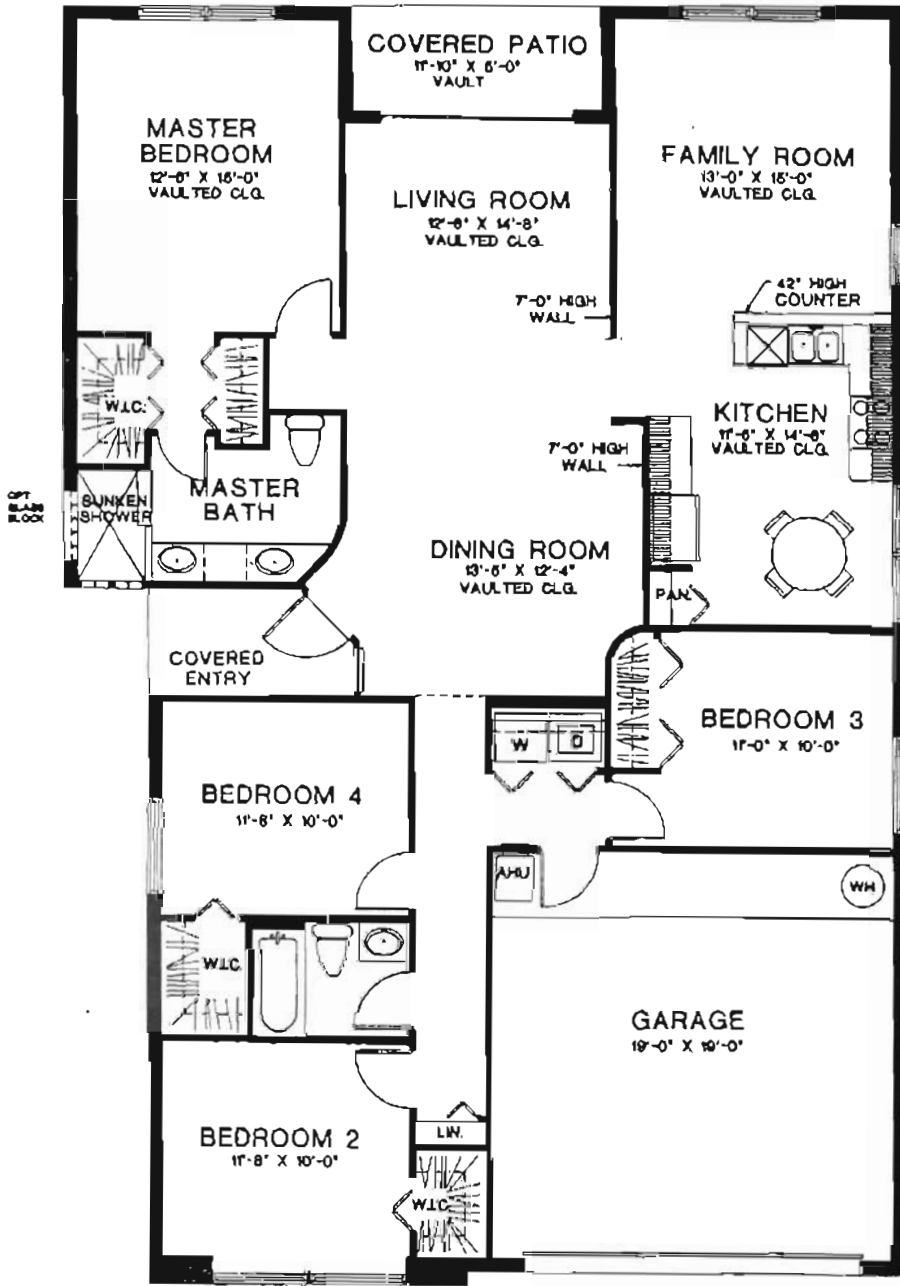 COVERED PATIO
11'-10" X 6'-0"
VAULT
MASTER
BEDROOM
12'-6" X 15'-0"
VAULTED CLG.
FAMILY ROOM
13'-0" X 15'-0"
VAULTED CLG.
LIVING ROOM
12'-6" X 14'-8"
VAULTED CLG.
7'-0" HIGH
WALL
42" HIGH
COUNTER
W.I.C.
KITCHEN
11'-6" X 14'-6"
VAULTED CLG.
7'-0" HIGH
WALL
MASTER
BATH
OPT
GLASS
BLOCK
SUNKEN
SHOWER
DINING ROOM
13'-6" X 12'-4"
VAULTED CLG.
PAN.
COVERED
ENTRY
W
D
BEDROOM 3
11'-0" X 10'-0"
BEDROOM 4
11'-8" X 10'-0"
AHU
WH
W.I.C.
GARAGE
19'-0" X 19'-0"
LIN.
BEDROOM 2
11'-8" X 10'-0"
W.I.C.